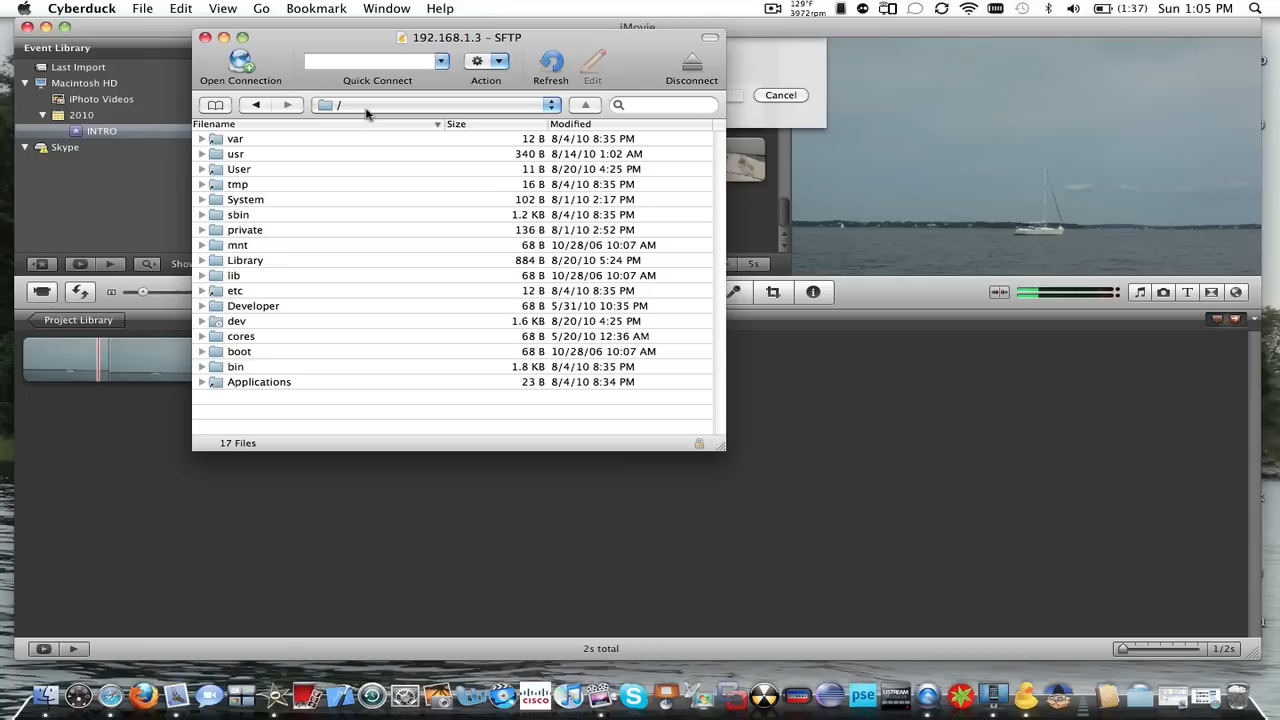 Cyberduck File Edit View Go Bookmark Window Help 129°F 3972rpm (1:37) Sun 1:05 PM
iMovie
Event Library
192.168.1.3 – SFTP
Last Import
Macintosh HD
iPhoto Videos
2010
INTRO
Skype
Open Connection Quick Connect Action Refresh Edit Disconnect
Cancel
/
Filename Size Modified
var 12 B 8/4/10 8:35 PM
usr 340 B 8/14/10 1:02 AM
User 11 B 8/20/10 4:25 PM
tmp 16 B 8/4/10 8:35 PM
System 102 B 8/1/10 2:17 PM
sbin 1.2 KB 8/4/10 8:35 PM
private 136 B 8/1/10 2:52 PM
mnt 68 B 10/28/06 10:07 AM
Library 884 B 8/20/10 5:24 PM
lib 68 B 10/28/06 10:07 AM
etc 12 B 8/4/10 8:35 PM
Developer 68 B 5/31/10 10:35 PM
dev 1.6 KB 8/20/10 4:25 PM
cores 68 B 5/20/10 12:36 AM
boot 68 B 10/28/06 10:07 AM
bin 1.8 KB 8/4/10 8:35 PM
Applications 23 B 8/4/10 8:34 PM
17 Files
Show
5s
T
Project Library
2s total
1/2s
CISCO
pse
USTREAM